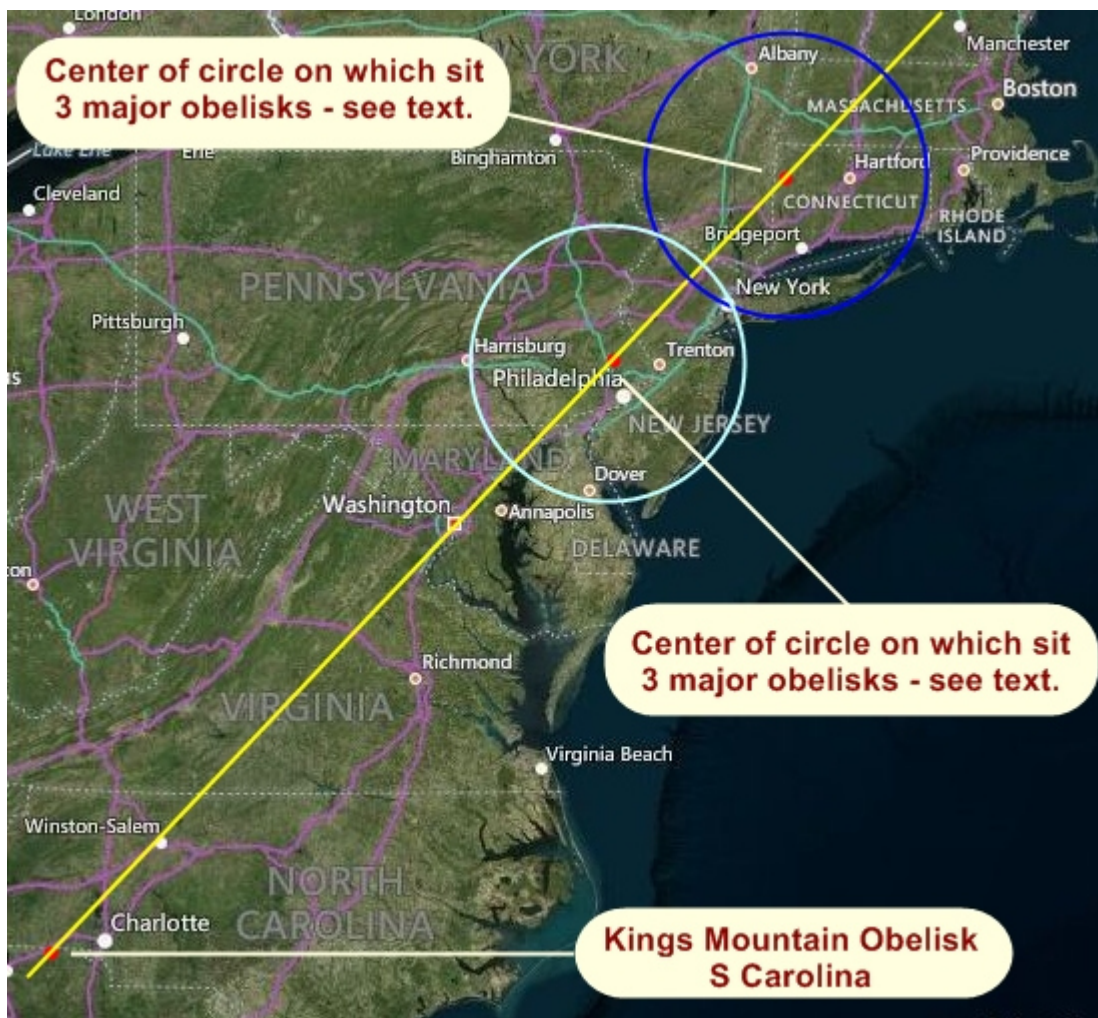 London
Manchester
Albany
YORK
Center of circle on which sit
3 major obelisks - see text.
Boston
MASSACHUSETTS
Lake Erie
Erie
Binghamton
Hartford
Providence
Cleveland
CONNECTICUT
RHODE
ISLAND
Bridgeport
PENNSYLVANIA
New York
Pittsburgh
Harrisburg
Trenton
Philadelphia
NEW JERSEY
MARYLAND
Dover
Washington
Annapolis
WEST
VIRGINIA
DELAWARE
ton
Center of circle on which sit
3 major obelisks - see text.
Richmond
VIRGINIA
Virginia Beach
Winston-Salem
NORTH
CAROLINA
Charlotte
Kings Mountain Obelisk
S Carolina